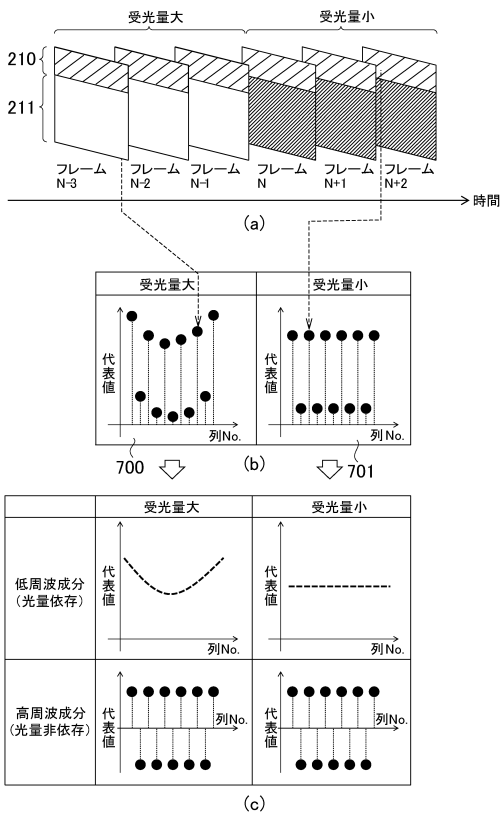 受光量大
受光量小
210
211
フレーム
N-3
フレーム
N-2
フレーム
N-1
フレーム
N
フレーム
N+1
フレーム
N+2
時間
(a)
受光量大
受光量小
代表値
列No.
代表値
列No.
700
(b)
701
受光量大
受光量小
低周波成分
(光量依存)
代表値
列No.
代表値
列No.
高周波成分
(光量非依存)
代表値
列No.
代表値
列No.
(c)